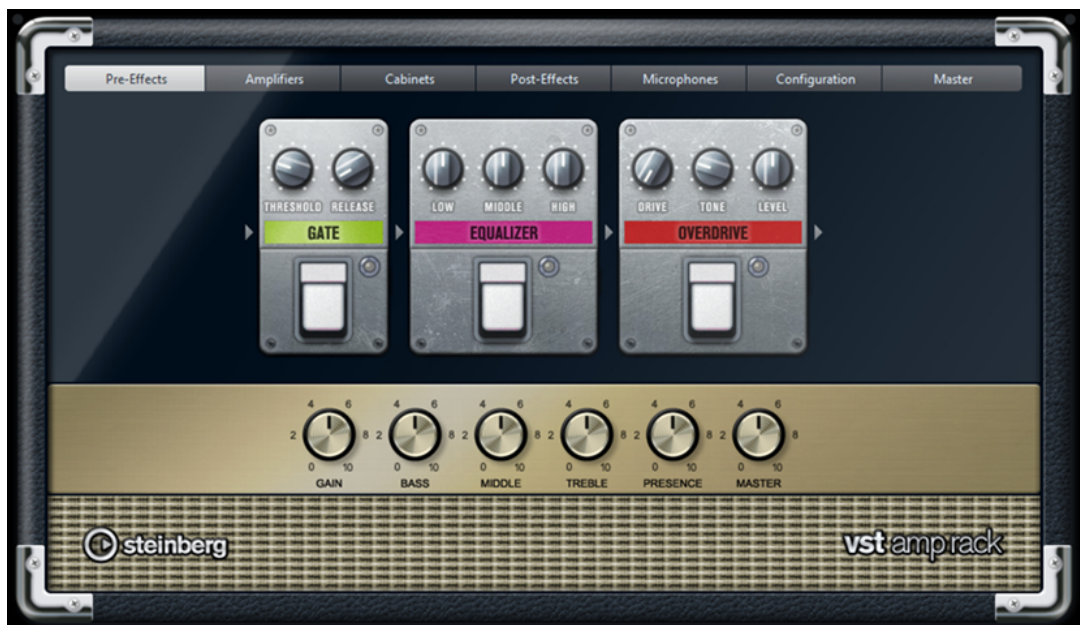 Pre-Effects Amplifiers Cabinets Post-Effects Microphones Configuration Master
THRESHOLD RELEASE
GATE
LOW MIDDLE HIGH
EQUALIZER
DRIVE TONE LEVEL
OVERDRIVE
4 6 4 6 4 6 4 6 4 6 4 6
2 8 2 8 2 8 2 8 2 8 2 8
0 10 0 10 0 10 0 10 0 10 0 10
GAIN BASS MIDDLE TREBLE PRESENCE MASTER
steinberg
vst amp rack